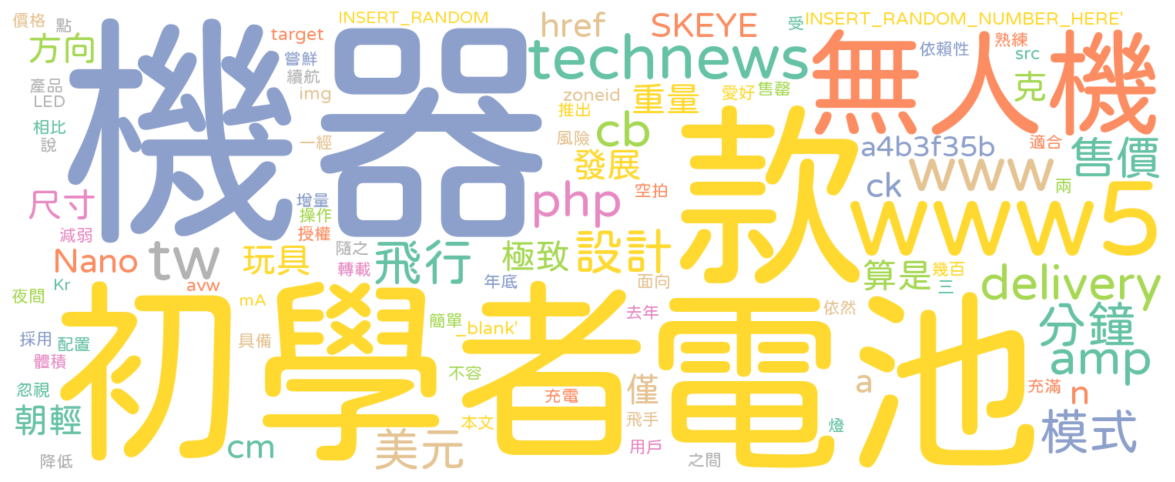 價格 點 INSERT_RANDOM href SKEYE 受 INSERT_RANDOM_NUMBER_HERE'
方向 target technews 無人機 依賴性 熟練 src
產品 嘗鮮 機器 款
LED 續航 img zoneid 重量 愛好 售罄 克
相比 推出 cb a4b3f35b 適合 售價
說 一經 風險 發展 ck www 兩
尺寸 增量 操作 php 空拍 www5
減弱 授權 隨之 飛行 極致 設計
Nano tw 玩具 轉載 年底 面向 算是 幾百 delivery
Kr avw 三
夜間 mA 簡單 _blank' 去年 依然 分鐘
採用 配置 初學者 電池 amp
體積 具備 不容
忽視 充電 僅 a 充滿 n
朝輕 本文 飛手 燈 模式
cm 美元 用戶
降低 之間